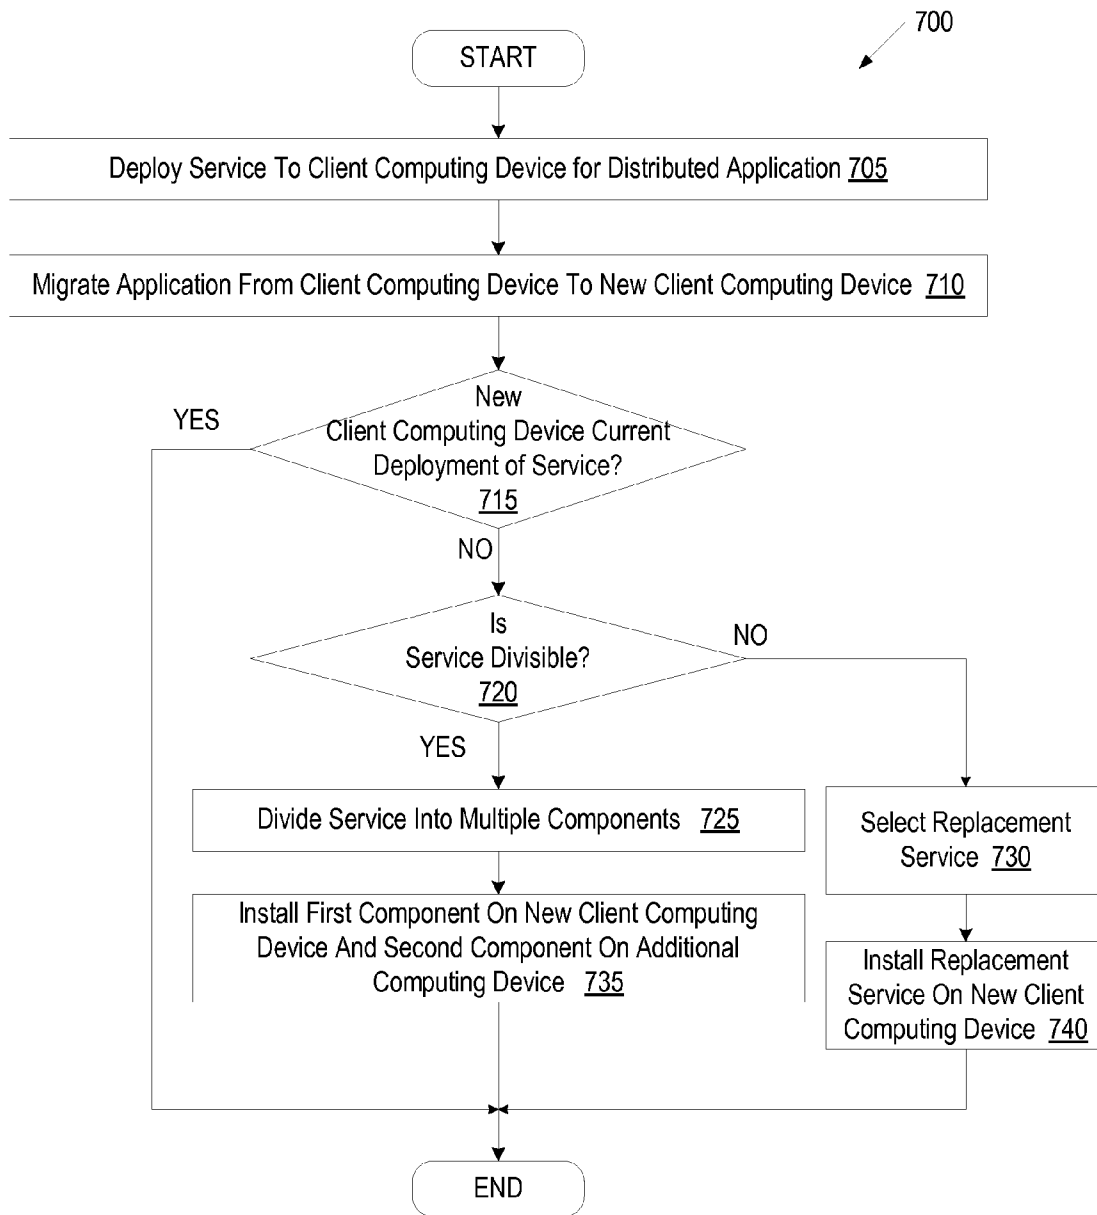 700
START
Deploy Service To Client Computing Device for Distributed Application 705
Migrate Application From Client Computing Device To New Client Computing Device 710
New
Client Computing Device Current
Deployment of Service?
715
YES
NO
Is
Service Divisible?
720
NO
YES
Divide Service Into Multiple Components 725
Select Replacement
Service 730
Install First Component On New Client Computing
Device And Second Component On Additional
Computing Device 735
Install Replacement
Service On New Client
Computing Device 740
END